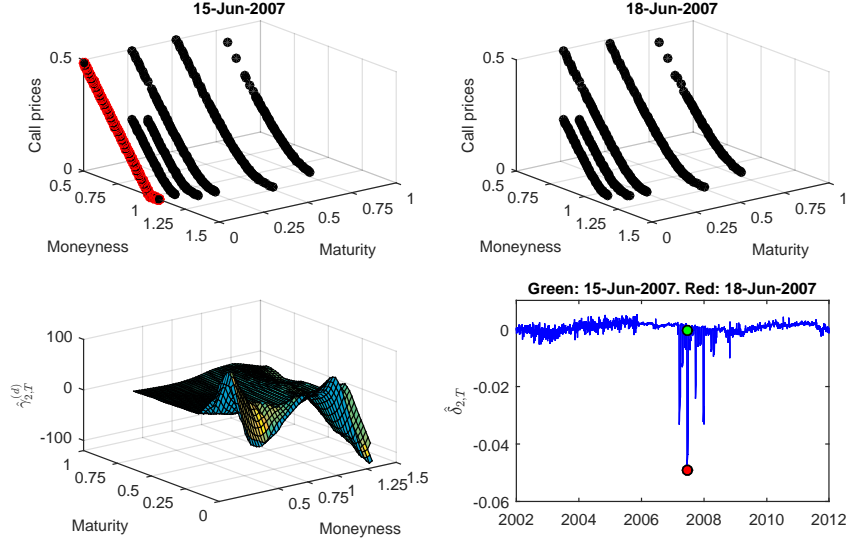 15-Jun-2007
0.5
0
Call prices
0.5
0.75
1
1.25
1.5
Moneyness
0
0.25
0.5
0.75
1
Maturity
18-Jun-2007
0.5
0
Call prices
0.5
0.75
1
1.25
1.5
Moneyness
0
0.25
0.5
0.75
1
Maturity
100
0
-100
γ̂^{(d)}_{2,T}
1
0.75
0.5
0.25
0
Maturity
0.5
0.75
1
1.25
1.5
Moneyness
Green: 15-Jun-2007. Red: 18-Jun-2007
0
-0.02
-0.04
-0.06
δ̂_{2,T}
2002 2004 2006 2008 2010 2012